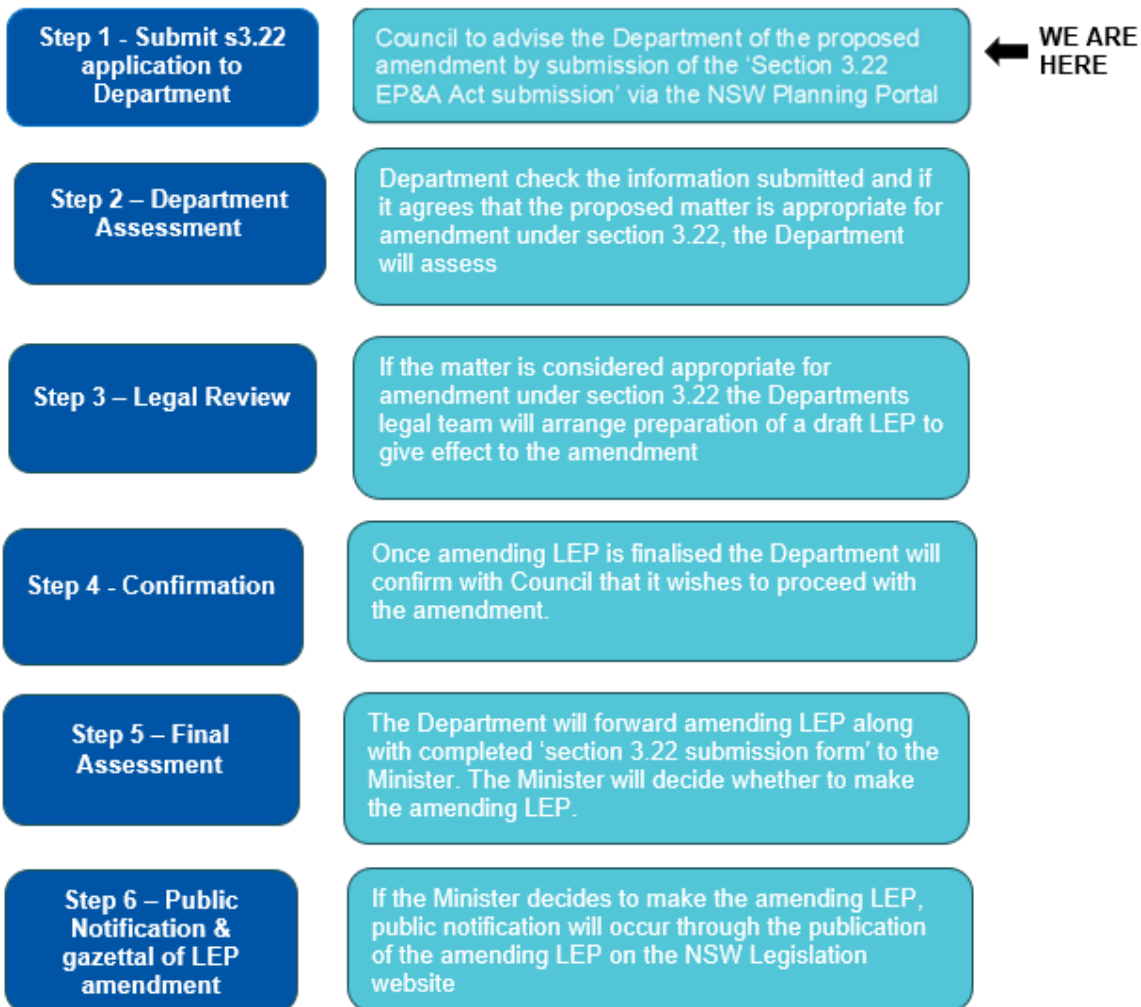 Step 1 - Submit s3.22
application to
Department
Council to advise the Department of the proposed
amendment by submission of the ‘Section 3.22
EP&A Act submission’ via the NSW Planning Portal
WE ARE
HERE
Step 2 – Department
Assessment
Department check the information submitted and if
it agrees that the proposed matter is appropriate for
amendment under section 3.22, the Department
will assess
Step 3 – Legal Review
If the matter is considered appropriate for
amendment under section 3.22 the Departments
legal team will arrange preparation of a draft LEP to
give effect to the amendment
Step 4 - Confirmation
Once amending LEP is finalised the Department will
confirm with Council that it wishes to proceed with
the amendment.
Step 5 – Final
Assessment
The Department will forward amending LEP along
with completed ‘section 3.22 submission form’ to the
Minister. The Minister will decide whether to make
the amending LEP.
Step 6 – Public
Notification &
gazettal of LEP
amendment
If the Minister decides to make the amending LEP,
public notification will occur through the publication
of the amending LEP on the NSW Legislation
website